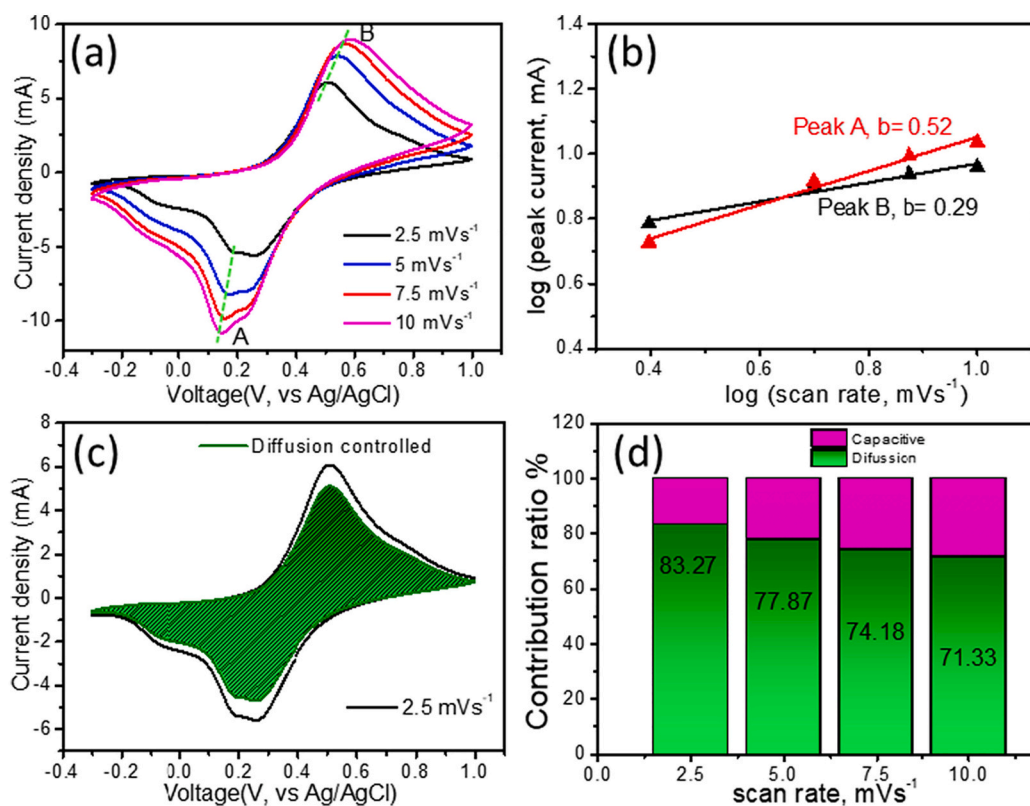 (a)
B
A
10
5
0
-5
-10
Current density (mA)
2.5 mVs⁻¹
5 mVs⁻¹
7.5 mVs⁻¹
10 mVs⁻¹
-0.4 -0.2 0.0 0.2 0.4 0.6 0.8 1.0
Voltage(V, vs Ag/AgCl)
(b)
1.4
1.2
1.0
0.8
0.6
0.4
log (peak current, mA)
Peak A, b= 0.52
Peak B, b= 0.29
0.4 0.6 0.8 1.0
log (scan rate, mVs⁻¹)
(c)
Diffusion controlled
8
6
4
2
0
-2
-4
-6
Current density (mA)
2.5 mVs⁻¹
-0.4 -0.2 0.0 0.2 0.4 0.6 0.8 1.0
Voltage(V, vs Ag/AgCl)
(d)
Capacitive
Difussion
120
100
80
60
40
20
0
Contribution ratio %
83.27
77.87
74.18
71.33
0.0 2.5 5.0 7.5 10.0
scan rate, mVs⁻¹